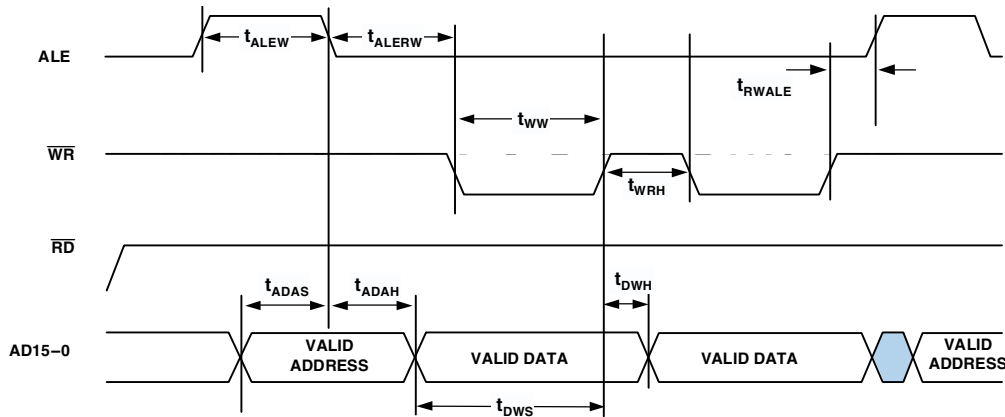 tALEW
tALERW
ALE
tRWALE
tWW
WR
tWRH
RD
tADAS
tADAH
tDWH
AD15–0
VALID
ADDRESS
VALID DATA
VALID DATA
VALID
ADDRESS
tDWS